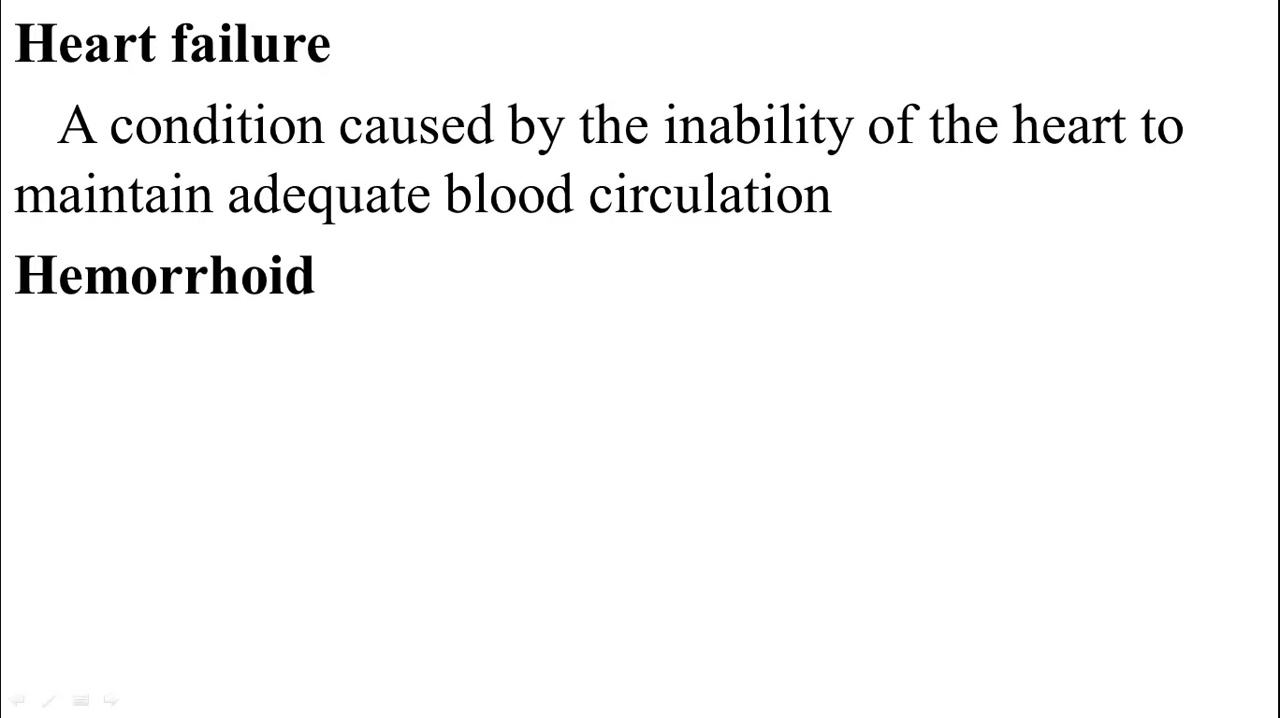 Heart failure
A condition caused by the inability of the heart to
maintain adequate blood circulation
Hemorrhoid